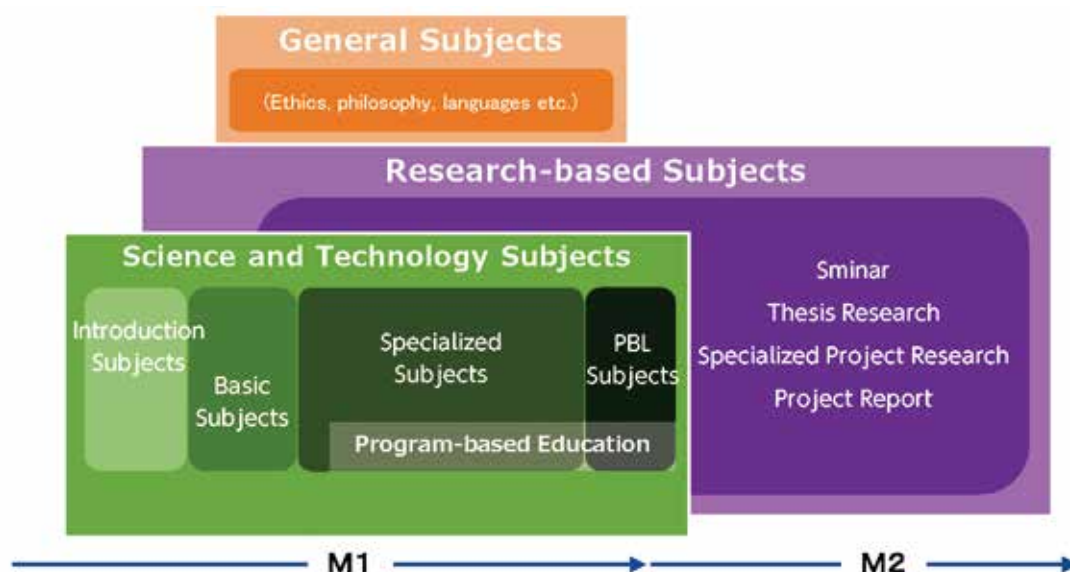 General Subjects
(Ethics, philosophy, languages etc.)
Research-based Subjects
Science and Technology Subjects
Introduction
Subjects
Basic
Subjects
Specialized
Subjects
PBL
Subjects
Program-based Education
Sminar
Thesis Research
Specialized Project Research
Project Report
M1
M2